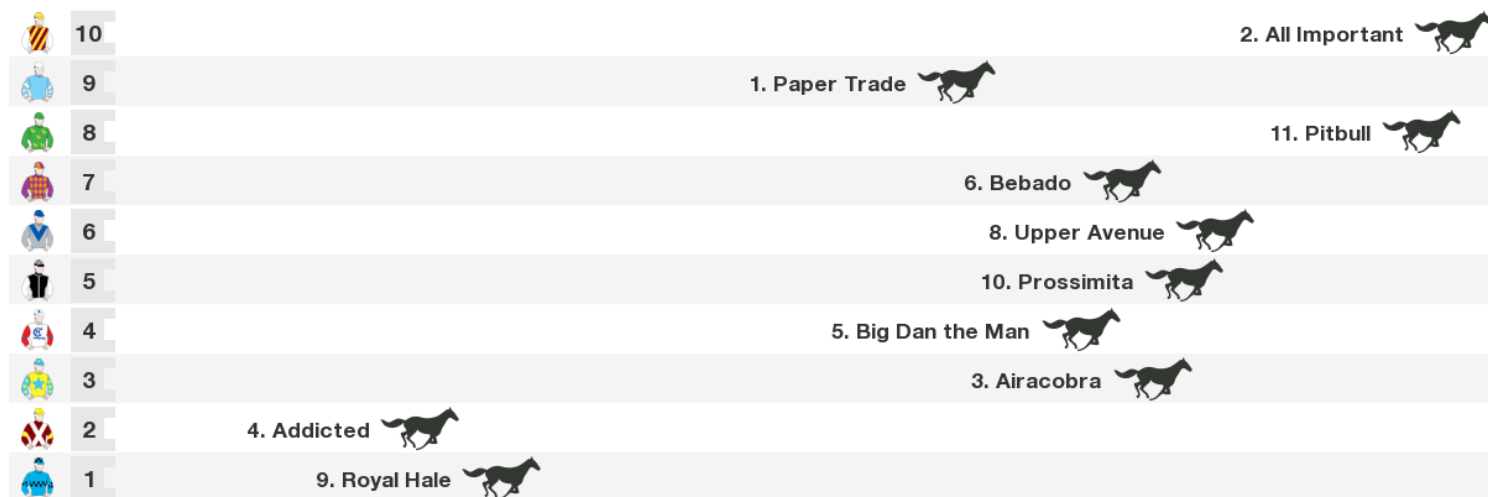 10 2. All Important
9 1. Paper Trade
8 11. Pitbull
7 6. Bebado
6 8. Upper Avenue
5 10. Prossimita
4 5. Big Dan the Man
3 3. Airacobra
2 4. Addicted
1 9. Royal Hale